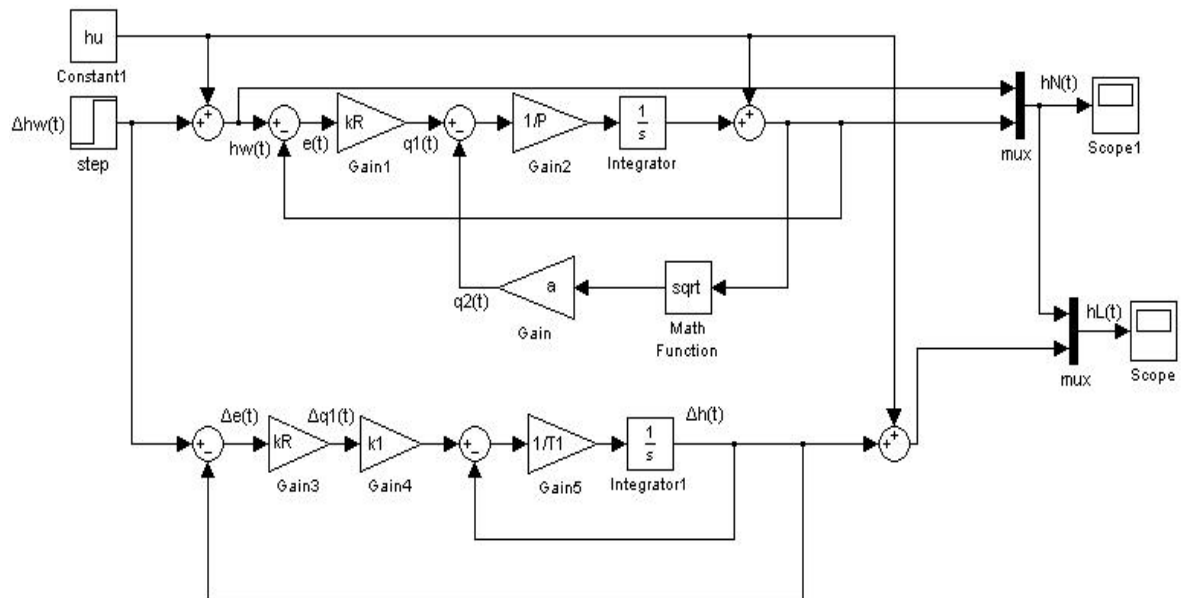 hu
Constant1
Δhw(t)
step
+
+
hw(t)
+
−
e(t)
kR
Gain1
q1(t)
+
−
1/P
Gain2
1
s
Integrator
+
+
mux
hN(t)
Scope1
q2(t)
a
Gain
sqrt
Math
Function
hL(t)
mux
Scope
+
−
Δe(t)
kR
Gain3
Δq1(t)
k1
Gain4
+
−
1/T1
Gain5
1
s
Integrator1
Δh(t)
+
+